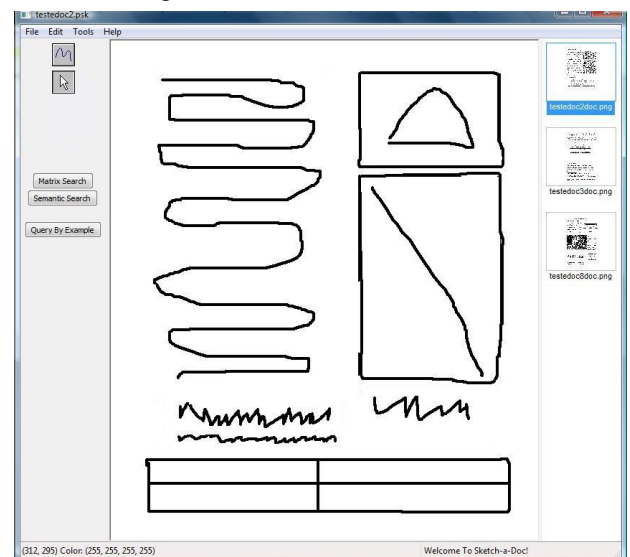 testedoc2.psk
File Edit Tools Help
Matrix Search
Semantic Search
Query By Example
testedoc2doc.png
testedoc3doc.png
testedoc8doc.png
(312, 295) Color: (255, 255, 255, 255)
Welcome To Sketch-a-Doc!